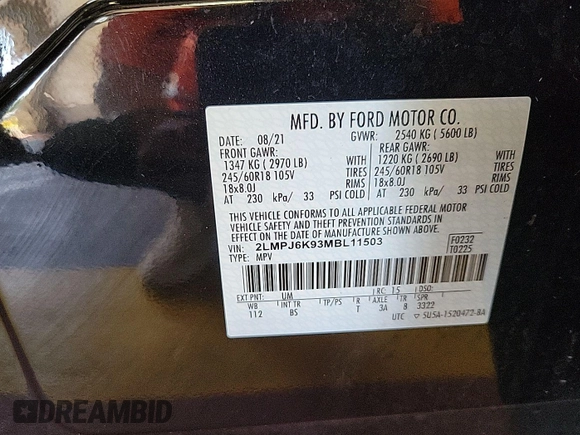 MFD. BY FORD MOTOR CO.
DATE: 08/21 GVWR: 2540 KG ( 5600 LB)
FRONT GAWR: REAR GAWR:
1347 KG ( 2970 LB) WITH 1220 KG ( 2690 LB) WITH
245/60R18 105V TIRES 245/60R18 105V TIRES
18x8.0J RIMS 18x8.0J RIMS
AT 230 kPa/ 33 PSI COLD AT 230 kPa/ 33 PSI COLD
THIS VEHICLE CONFORMS TO ALL APPLICABLE FEDERAL MOTOR
VEHICLE SAFETY AND THEFT PREVENTION STANDARDS IN
EFFECT ON THE DATE OF MANUFACTURE SHOWN ABOVE.
VIN: 2LMPJ6K93MBL11503 F0232
TYPE: MPV T0225
EXT PNT: UM RC: 15 DSO:
WB INT TR TP/PS R AXLE TR SPR
112 BS T 3A 8 3322
UTC 5U5A-1520472-BA
DREAMBID